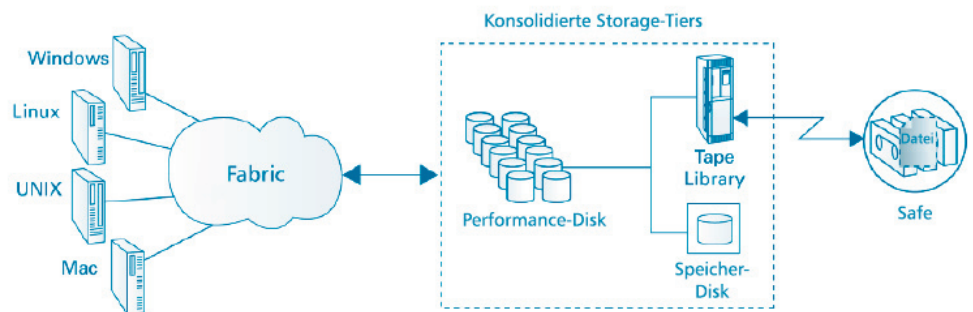 Konsolidierte Storage-Tiers
Windows
Linux
UNIX
Mac
Fabric
Performance-Disk
Tape
Library
Speicher-
Disk
Datei
Safe